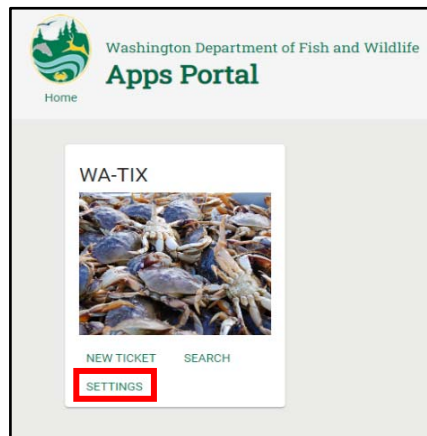 Washington Department of Fish and Wildlife
Apps Portal
Home
WA-TIX
NEW TICKET SEARCH
SETTINGS